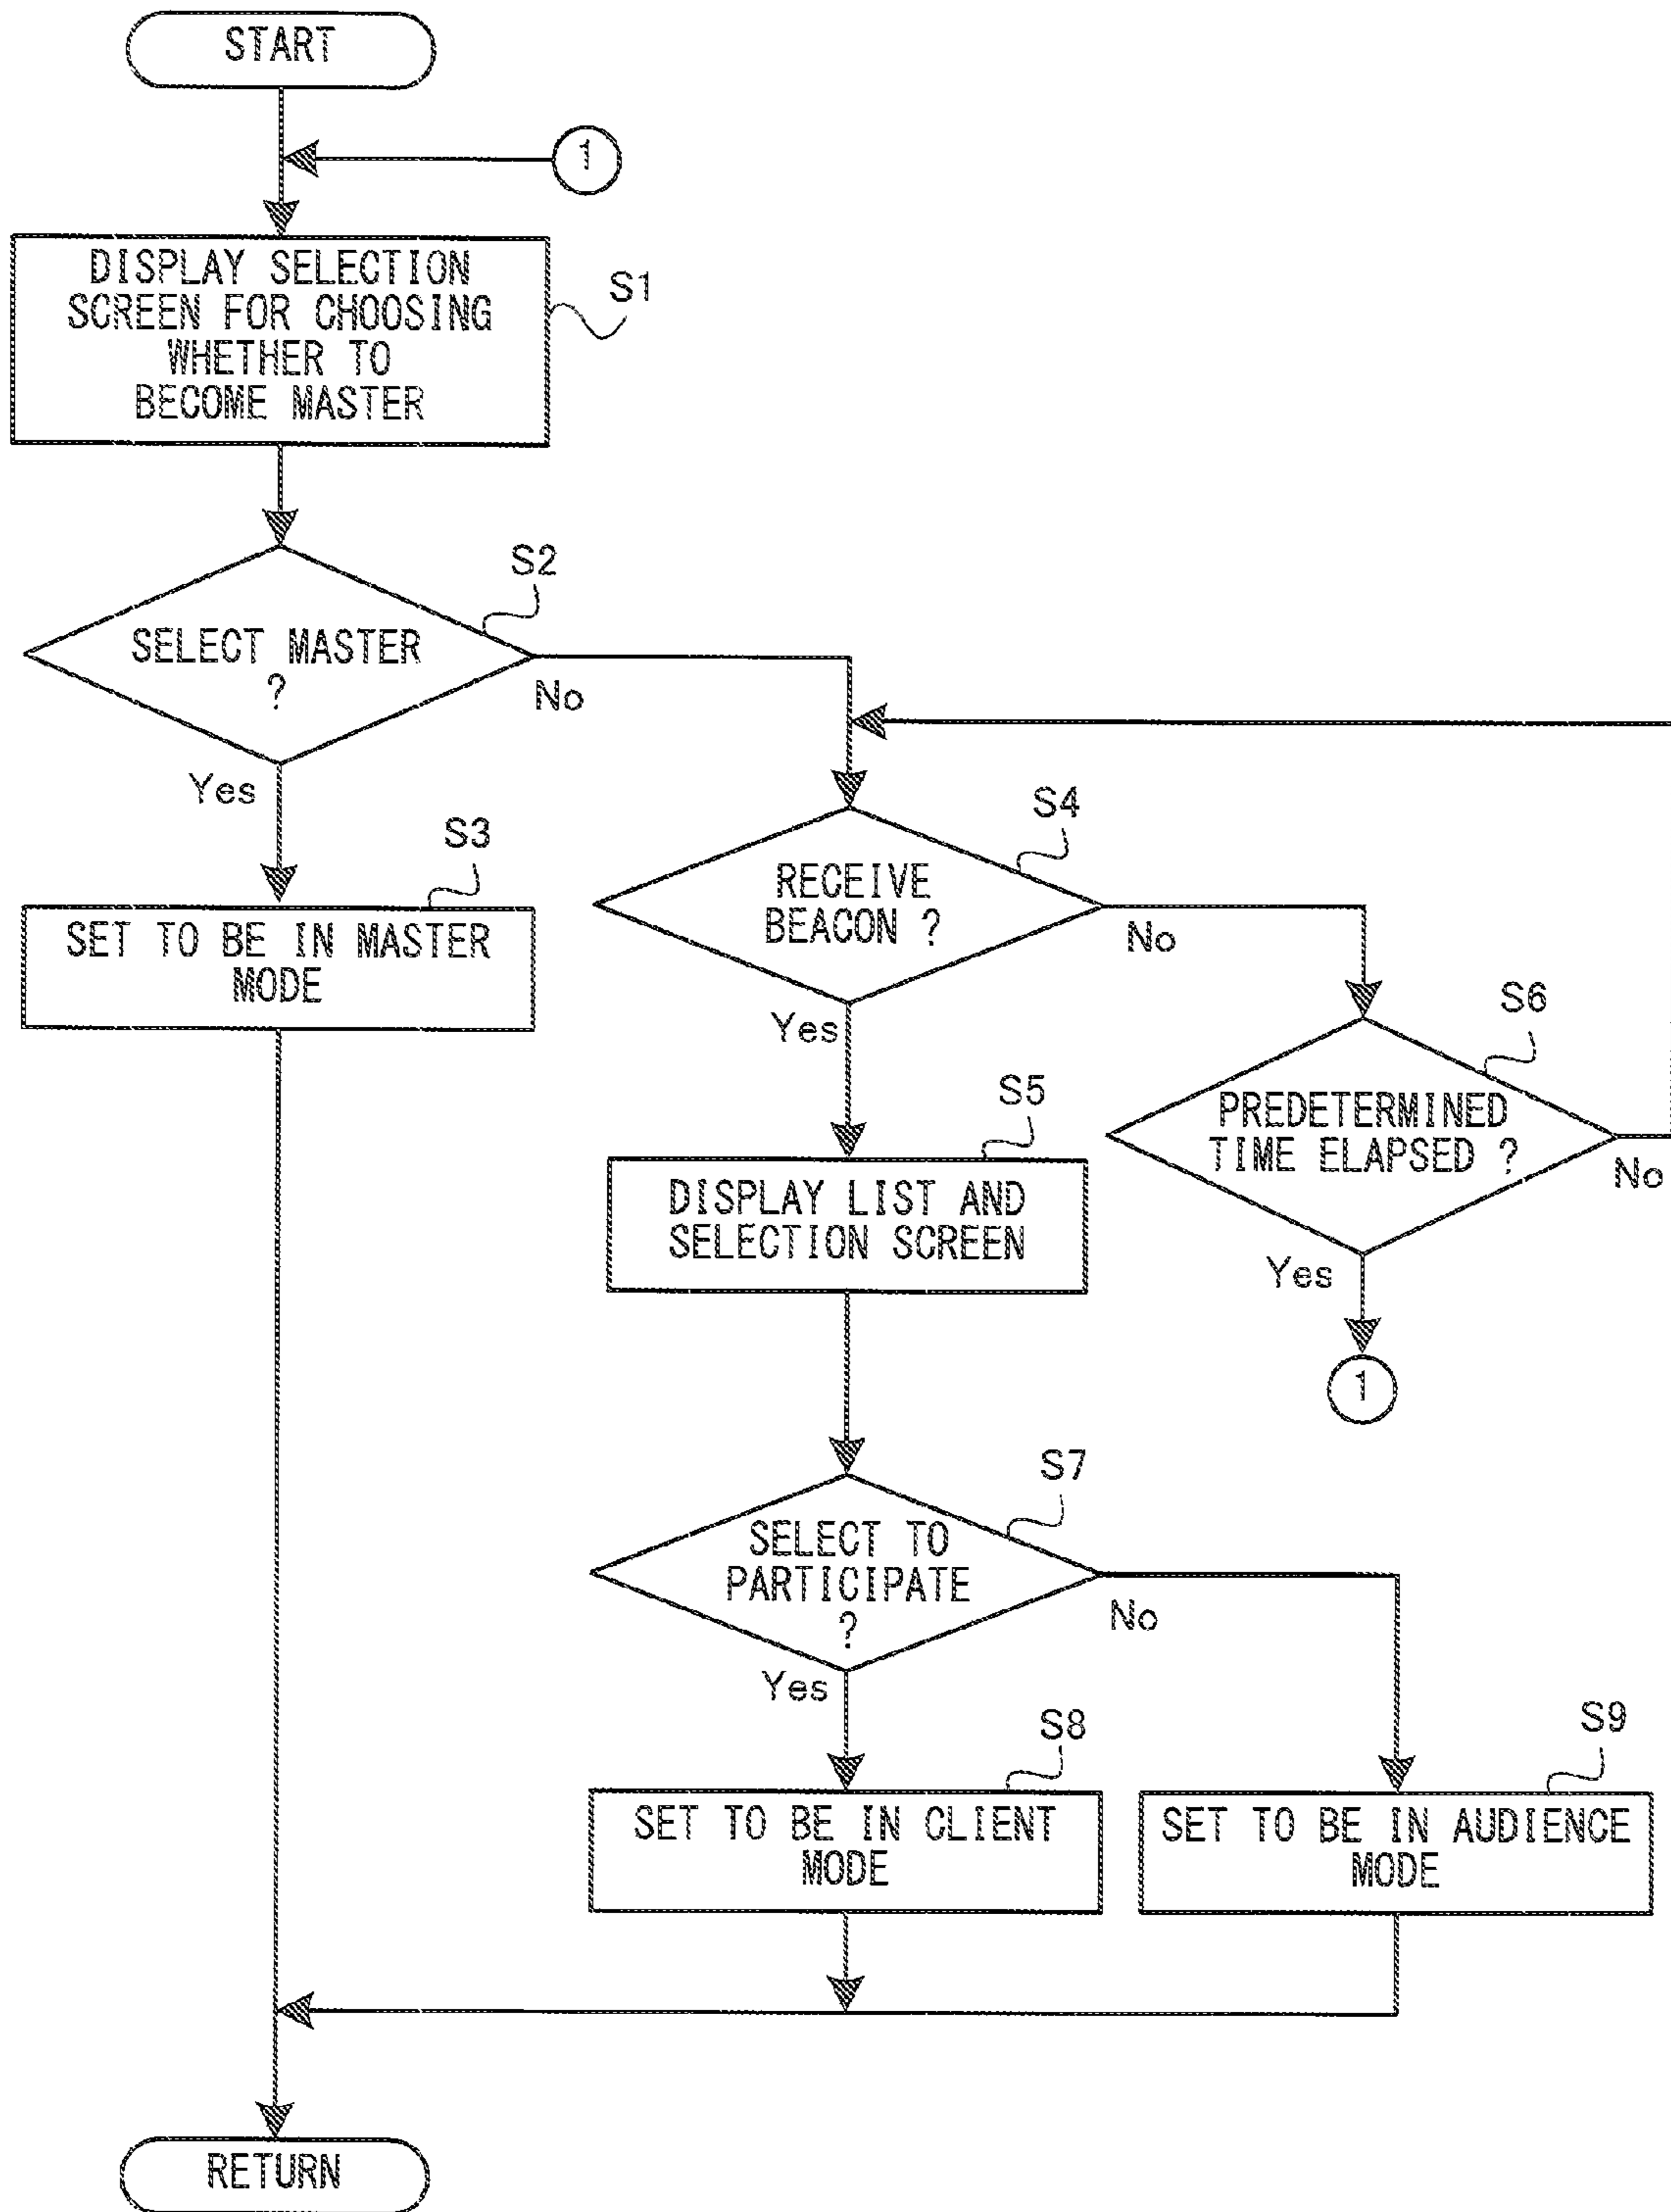 START
1
DISPLAY SELECTION
SCREEN FOR CHOOSING
WHETHER TO
BECOME MASTER
S1
S2
SELECT MASTER
?
No
Yes
S3
SET TO BE IN MASTER
MODE
S4
RECEIVE
BEACON ?
No
Yes
S6
PREDETERMINED
TIME ELAPSED ?
No
Yes
1
S5
DISPLAY LIST AND
SELECTION SCREEN
S7
SELECT TO
PARTICIPATE
?
No
Yes
S8
SET TO BE IN CLIENT
MODE
S9
SET TO BE IN AUDIENCE
MODE
RETURN